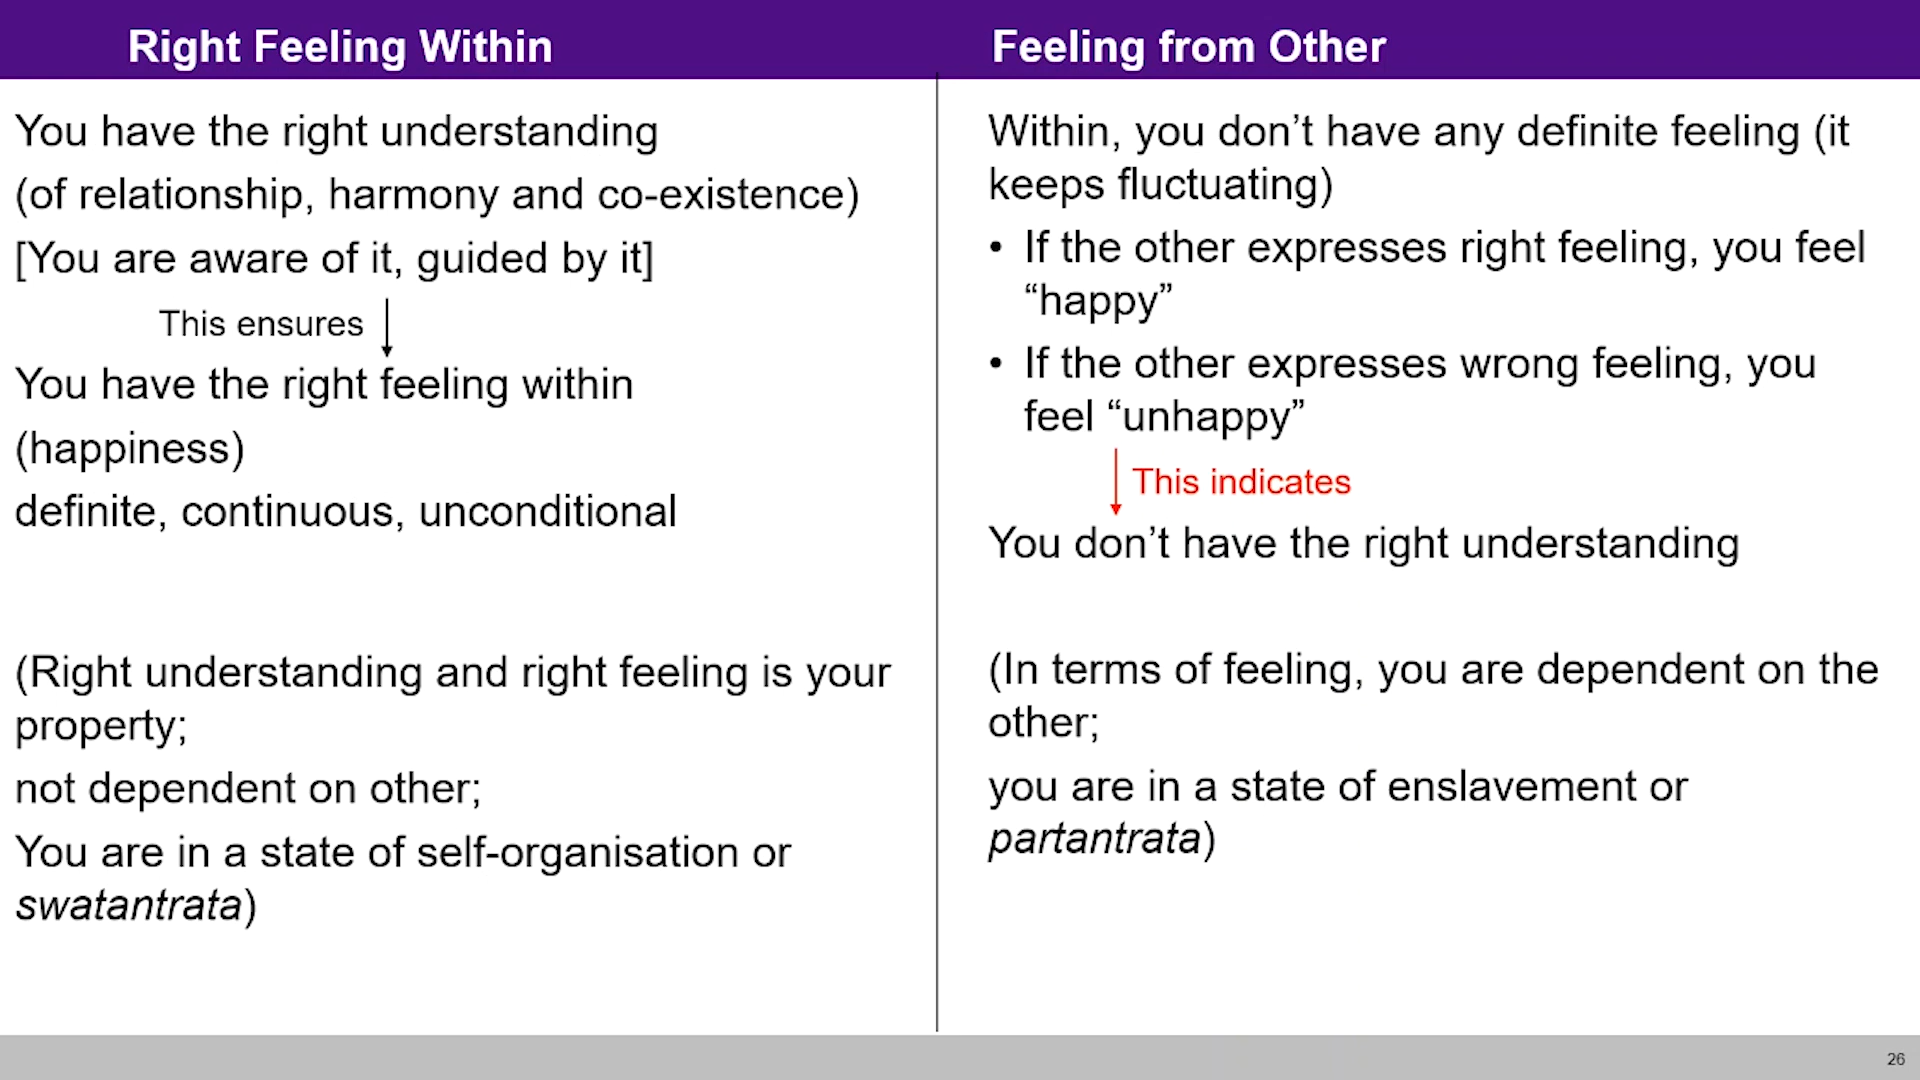 Right Feeling Within
You have the right understanding
(of relationship, harmony and co-existence)
[You are aware of it, guided by it]
This ensures
You have the right feeling within
(happiness)
definite, continuous, unconditional
(Right understanding and right feeling is your
property;
not dependent on other;
You are in a state of self-organisation or
swatantrata)
Feeling from Other
Within, you don’t have any definite feeling (it
keeps fluctuating)
• If the other expresses right feeling, you feel
“happy”
• If the other expresses wrong feeling, you
feel “unhappy”
This indicates
You don’t have the right understanding
(In terms of feeling, you are dependent on the
other;
you are in a state of enslavement or
partantrata)
26